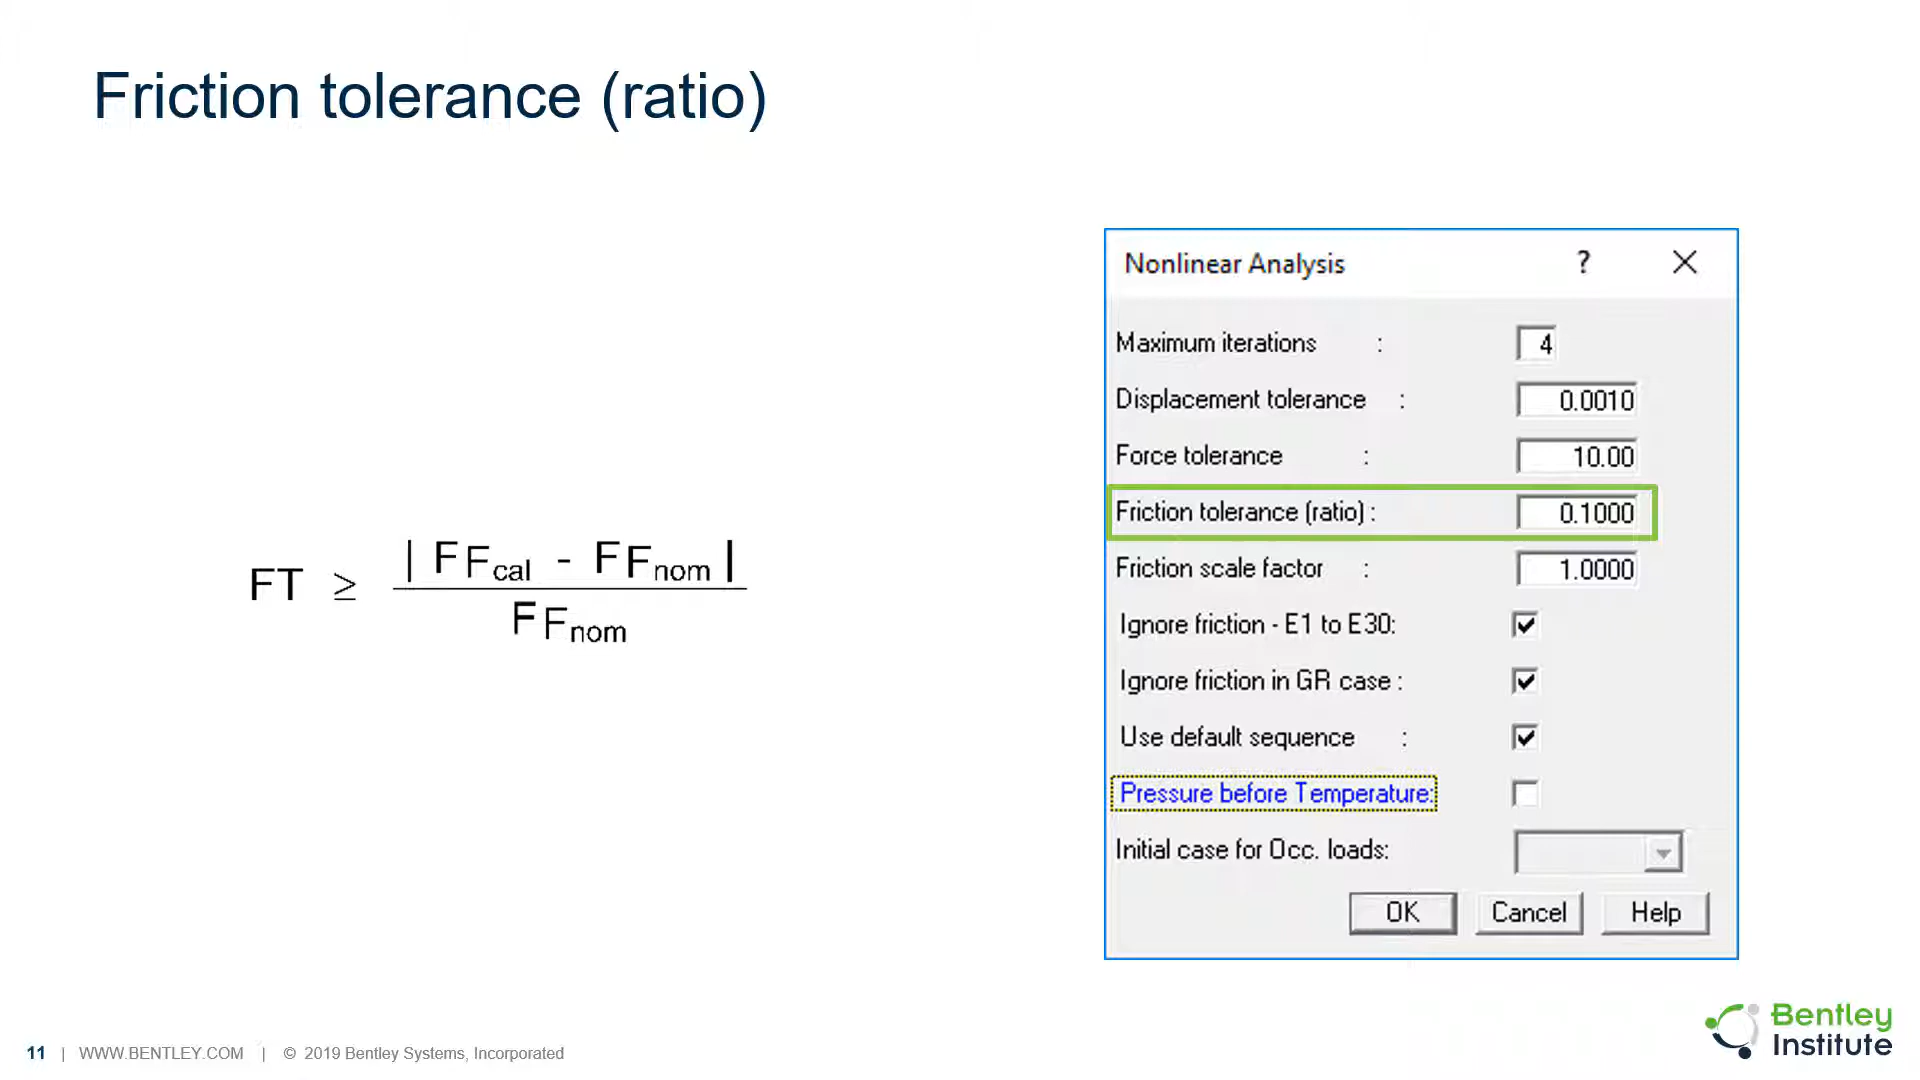 Friction tolerance (ratio)
FT ≥ | FFcal - FFnom |
FFnom
Nonlinear Analysis ?
Maximum iterations : 4
Displacement tolerance : 0.0010
Force tolerance : 10.00
Friction tolerance (ratio) : 0.1000
Friction scale factor : 1.0000
Ignore friction - E1 to E30:
Ignore friction in GR case :
Use default sequence :
Pressure before Temperature:
Initial case for Occ. loads:
OK Cancel Help
11 | WWW.BENTLEY.COM | © 2019 Bentley Systems, Incorporated
Bentley
Institute